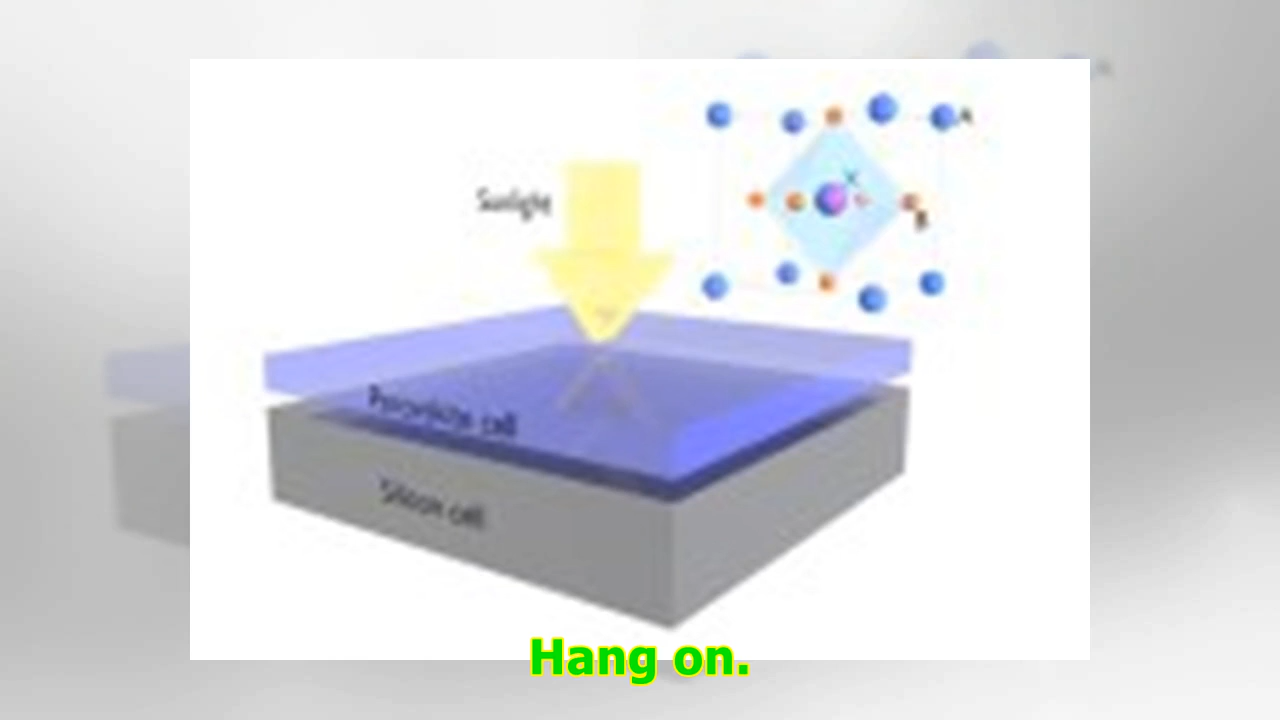 Sunlight
A
X
B
Perovskite cell
Silicon cell
Hang on.